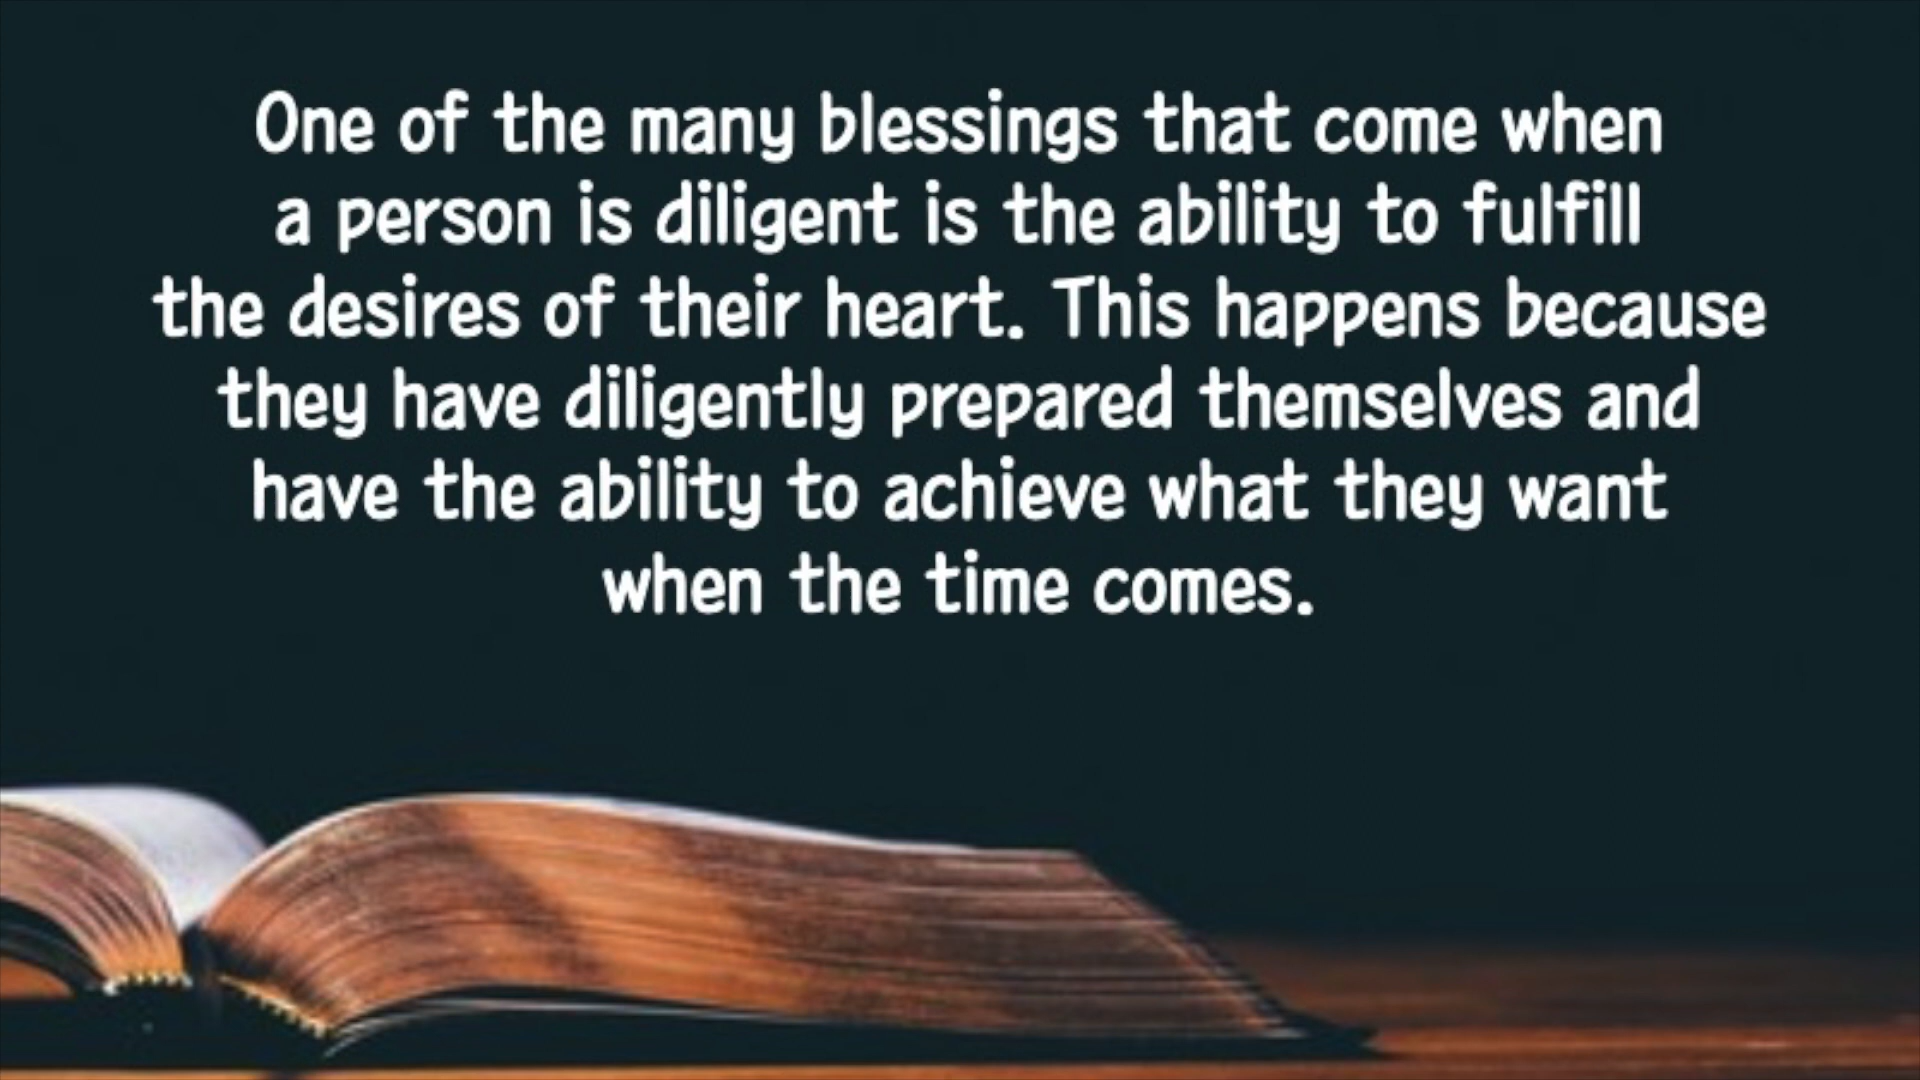 One of the many blessings that come when
a person is diligent is the ability to fulfill
the desires of their heart. This happens because
they have diligently prepared themselves and
have the ability to achieve what they want
when the time comes.